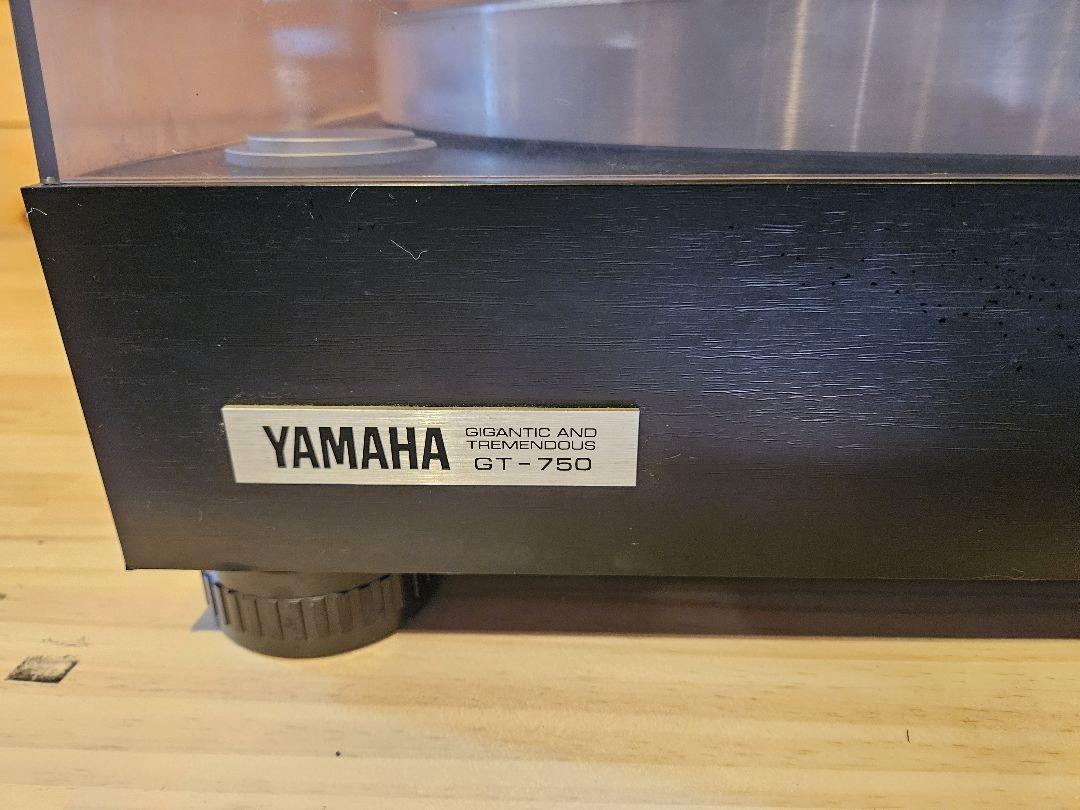 YAMAHA
GIGANTIC AND
TREMENDOUS
GT-750